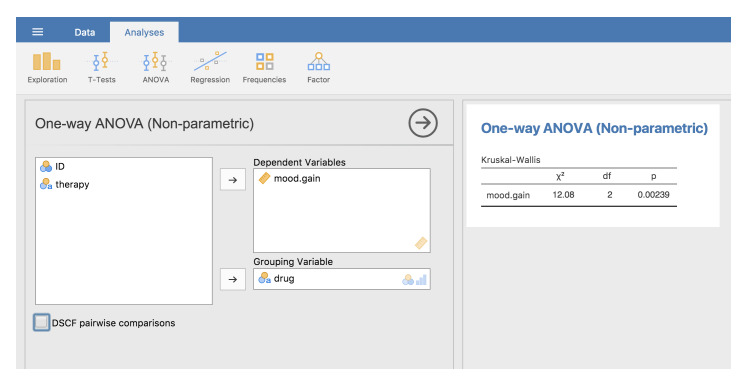 Data Analyses
Exploration T-Tests ANOVA Regression Frequencies Factor
One-way ANOVA (Non-parametric)
ID
therapy
Dependent Variables
mood.gain
Grouping Variable
drug
DSCF pairwise comparisons
One-way ANOVA (Non-parametric)
Kruskal-Wallis
χ² df p
mood.gain 12.08 2 0.00239